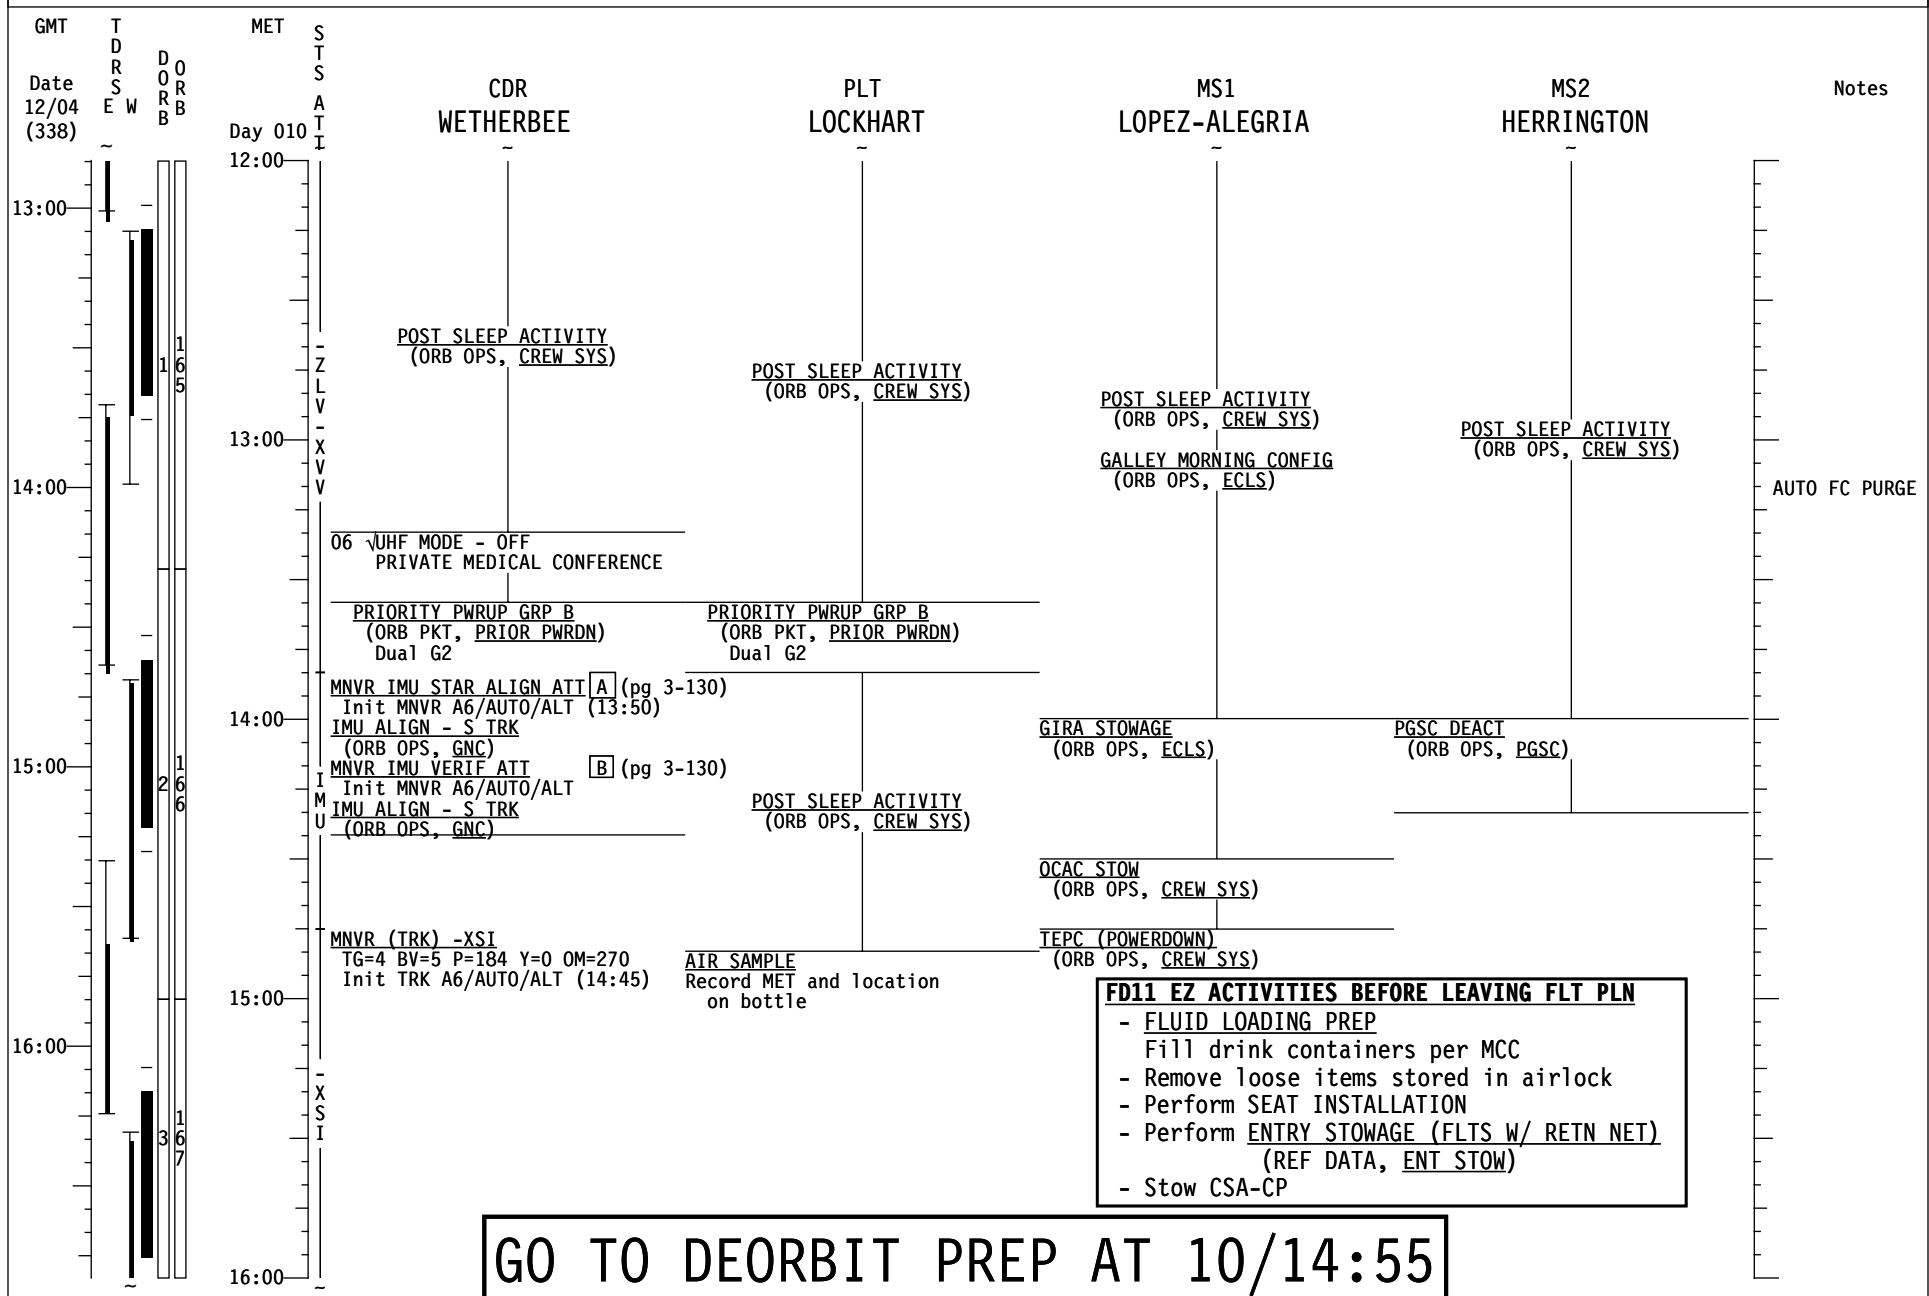 GMT
TDRS
MET
STS ATT
DORB
ORB
Date
12/04
(338)
E W
Day 010
CDR
WETHERBEE
PLT
LOCKHART
MS1
LOPEZ-ALEGRIA
MS2
HERRINGTON
Notes
~ ~ ~ ~ ~ ~
12:00
13:00
14:00
15:00
16:00
13:00
14:00
15:00
16:00
1
165
2
166
3
167
-ZLV -XVV
IMU
-XSI
POST SLEEP ACTIVITY
(ORB OPS, CREW SYS)
06 √UHF MODE - OFF
PRIVATE MEDICAL CONFERENCE
PRIORITY PWRUP GRP B
(ORB PKT, PRIOR PWRDN)
Dual G2
MNVR IMU STAR ALIGN ATT A (pg 3-130)
Init MNVR A6/AUTO/ALT (13:50)
IMU ALIGN - S TRK
(ORB OPS, GNC)
MNVR IMU VERIF ATT B (pg 3-130)
Init MNVR A6/AUTO/ALT
IMU ALIGN - S TRK
(ORB OPS, GNC)
MNVR (TRK) -XSI
TG=4 BV=5 P=184 Y=0 OM=270
Init TRK A6/AUTO/ALT (14:45)
POST SLEEP ACTIVITY
(ORB OPS, CREW SYS)
PRIORITY PWRUP GRP B
(ORB PKT, PRIOR PWRDN)
Dual G2
POST SLEEP ACTIVITY
(ORB OPS, CREW SYS)
AIR SAMPLE
Record MET and location
on bottle
POST SLEEP ACTIVITY
(ORB OPS, CREW SYS)
GALLEY MORNING CONFIG
(ORB OPS, ECLS)
GIRA STOWAGE
(ORB OPS, ECLS)
OCAC STOW
(ORB OPS, CREW SYS)
TEPC (POWERDOWN)
(ORB OPS, CREW SYS)
POST SLEEP ACTIVITY
(ORB OPS, CREW SYS)
PGSC DEACT
(ORB OPS, PGSC)
AUTO FC PURGE
FD11 EZ ACTIVITIES BEFORE LEAVING FLT PLN
- FLUID LOADING PREP
Fill drink containers per MCC
- Remove loose items stored in airlock
- Perform SEAT INSTALLATION
- Perform ENTRY STOWAGE (FLTS W/ RETN NET)
(REF DATA, ENT STOW)
- Stow CSA-CP
GO TO DEORBIT PREP AT 10/14:55
~ ~